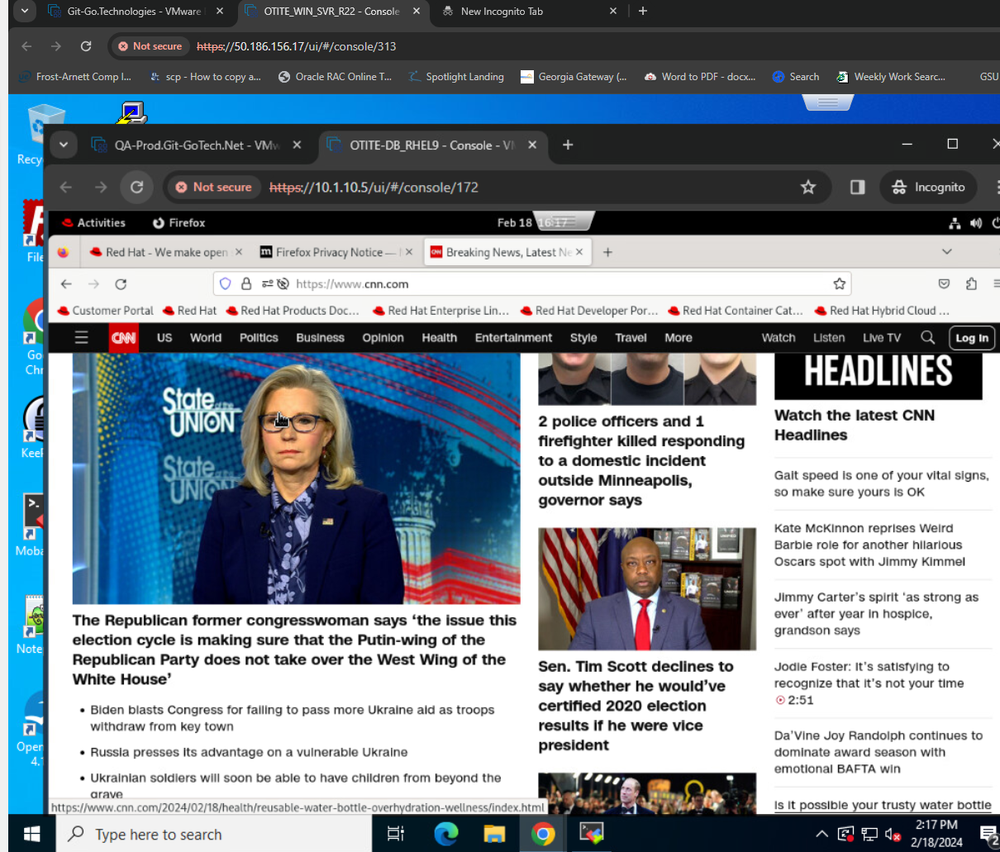 Git-Go.Technologies - VMware
OTITE_WIN_SVR_R22 - Console
New Incognito Tab
Not secure
https://50.186.156.17/ui/#/console/313
Frost-Arnett Comp I...
scp - How to copy a...
Oracle RAC Online T...
Spotlight Landing
Georgia Gateway (...
Word to PDF - docx...
Search
Weekly Work Searc...
GSU
Recy
File
Go
Chr
KeeP
Moba
Note
Open
4.1
QA-Prod.Git-GoTech.Net - VMw
OTITE-DB_RHEL9 - Console - VM
Not secure
https://10.1.10.5/ui/#/console/172
Incognito
Activities
Firefox
Feb 18 16:17
Red Hat - We make open
Firefox Privacy Notice —
Breaking News, Latest Ne
https://www.cnn.com
Customer Portal
Red Hat
Red Hat Products Doc...
Red Hat Enterprise Lin...
Red Hat Developer Por...
Red Hat Container Cat...
Red Hat Hybrid Cloud ...
CNN
US
World
Politics
Business
Opinion
Health
Entertainment
Style
Travel
More
Watch
Listen
Live TV
Log In
State of the
UNION
State of the
UNION
The Republican former congresswoman says ‘the issue this
election cycle is making sure that the Putin-wing of the
Republican Party does not take over the West Wing of the
White House’
• Biden blasts Congress for failing to pass more Ukraine aid as troops
withdraw from key town
• Russia presses its advantage on a vulnerable Ukraine
• Ukrainian soldiers will soon be able to have children from beyond the
grave
https://www.cnn.com/2024/02/18/health/reusable-water-bottle-overhydration-wellness/index.html
2 police officers and 1
firefighter killed responding
to a domestic incident
outside Minneapolis,
governor says
Sen. Tim Scott declines to
say whether he would’ve
certified 2020 election
results if he were vice
president
HEADLINES
Watch the latest CNN
Headlines
Gait speed is one of your vital signs,
so make sure yours is OK
Kate McKinnon reprises Weird
Barbie role for another hilarious
Oscars spot with Jimmy Kimmel
Jimmy Carter’s spirit ‘as strong as
ever’ after year in hospice,
grandson says
Jodie Foster: It’s satisfying to
recognize that it’s not your time
2:51
Da’Vine Joy Randolph continues to
dominate award season with
emotional BAFTA win
Is it possible your trusty water bottle
Type here to search
2:17 PM
2/18/2024
2